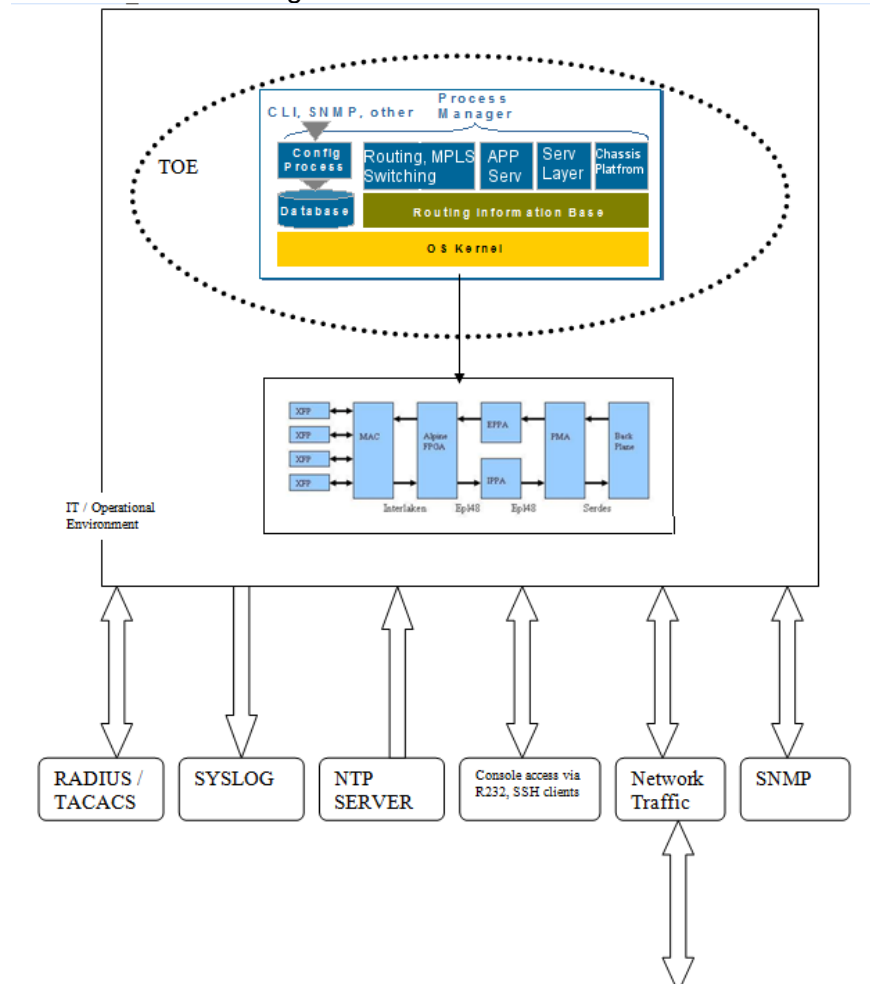 Process
CLI, SNMP, other Manager
TOE
Config
Process
Routing, MPLS
Switching
APP
Serv
Serv
Layer
Chassis
Platfrom
Database
Routing Information Base
OS Kernel
XFP
XFP
XFP
XFP
MAC
Alpine
FPGA
EPPA
IPPA
PMA
Back
Plane
Interlaken
Epl48
Epl48
Serdes
IT / Operational
Environment
RADIUS /
TACACS
SYSLOG
NTP
SERVER
Console access via
R232, SSH clients
Network
Traffic
SNMP